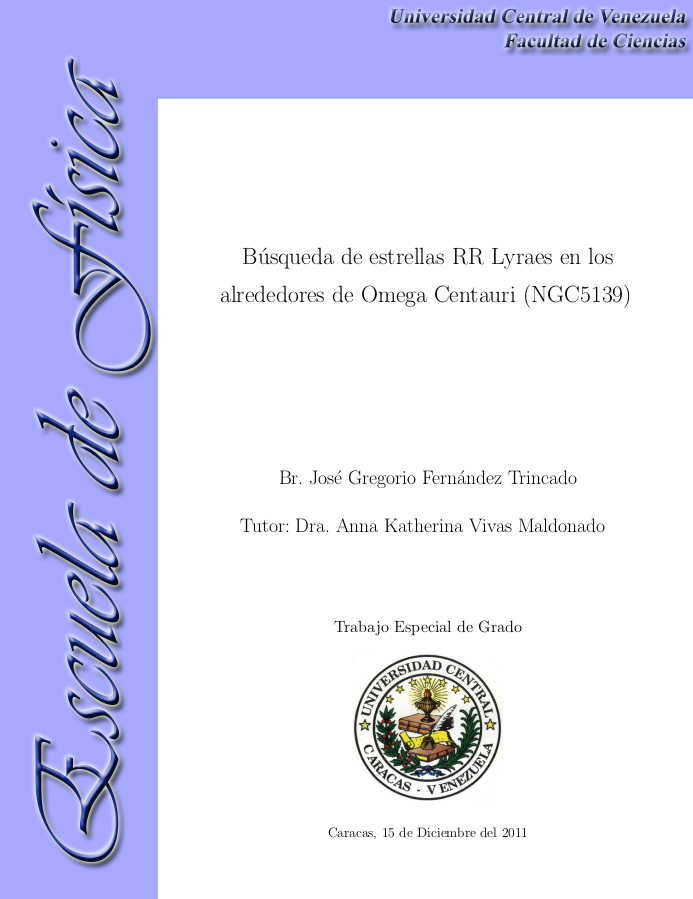 Universidad Central de Venezuela
Facultad de Ciencias
Escuela de Física
Búsqueda de estrellas RR Lyraes en los
alrededores de Omega Centauri (NGC5139)
Br. José Gregorio Fernández Trincado
Tutor: Dra. Anna Katherina Vivas Maldonado
Trabajo Especial de Grado
UNIVERSIDAD CENTRAL
CARACAS - VENEZUELA
Caracas, 15 de Diciembre del 2011